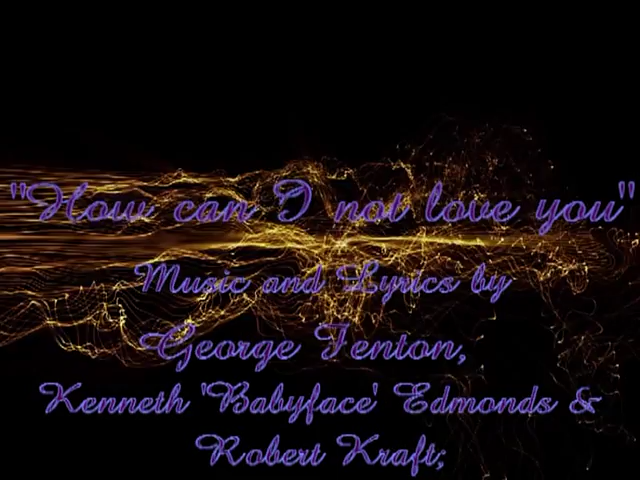 "How can I not love you"
Music and Lyrics by
George Fenton,
Kenneth 'Babyface' Edmonds &
Robert Kraft;